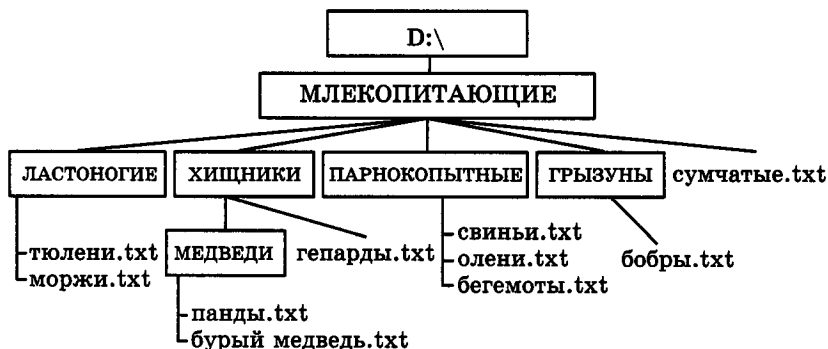 D:\
МЛЕКОПИТАЮЩИЕ
ЛАСТОНОГИЕ
ХИЩНИКИ
ПАРНОКОПЫТНЫЕ
ГРЫЗУНЫ
сумчатые.txt
тюлени.txt
моржи.txt
МЕДВЕДИ
гепарды.txt
свиньи.txt
олени.txt
бегемоты.txt
бобры.txt
панды.txt
бурый медведь.txt